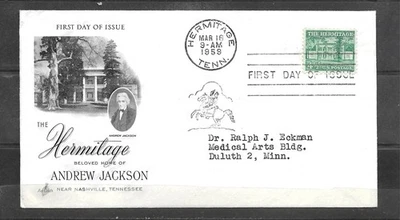 FIRST DAY OF ISSUE
ANDREW JACKSON
THE
Hermitage
BELOVED HOME OF
ANDREW JACKSON
NEAR NASHVILLE, TENNESSEE
HERMITAGE
MAR 16
9-AM
1959
TENN.
THE HERMITAGE
FIRST DAY OF ISSUE
Dr. Ralph J. Eckman
Medical Arts Bldg.
Duluth 2, Minn.